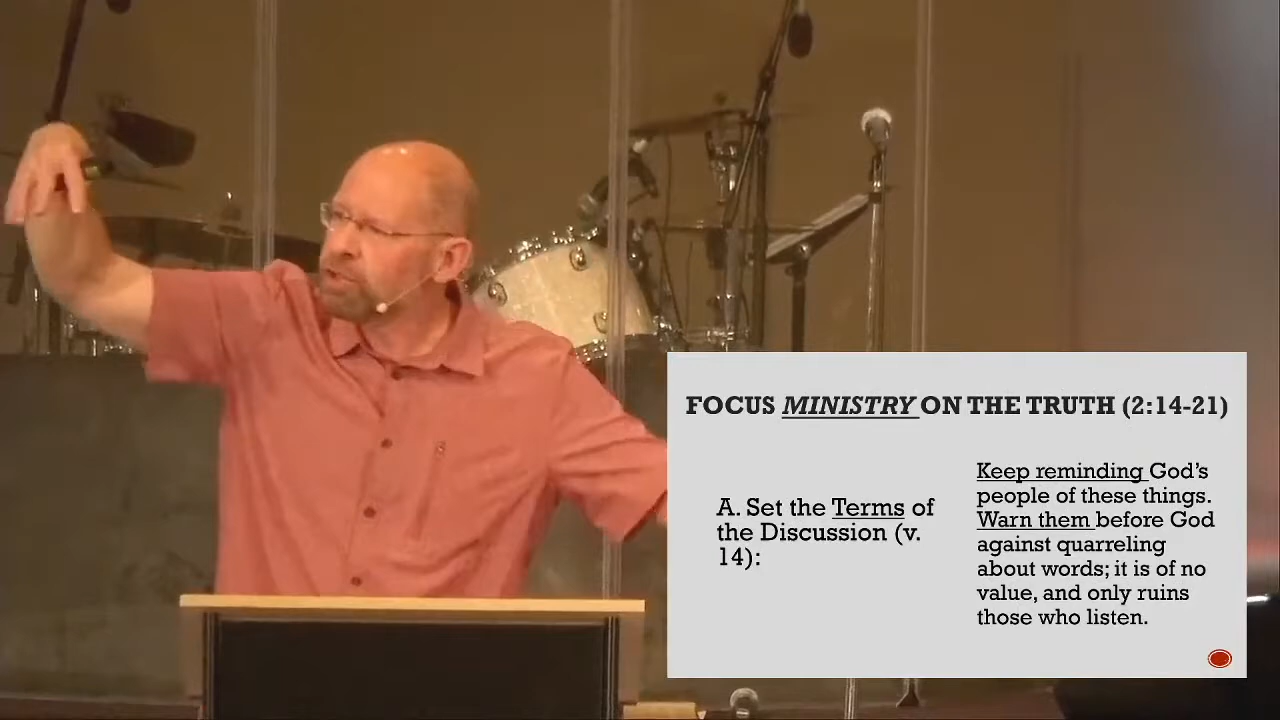 FOCUS MINISTRY ON THE TRUTH (2:14-21)
A. Set the Terms of
the Discussion (v.
14):
Keep reminding God's
people of these things.
Warn them before God
against quarreling
about words; it is of no
value, and only ruins
those who listen.